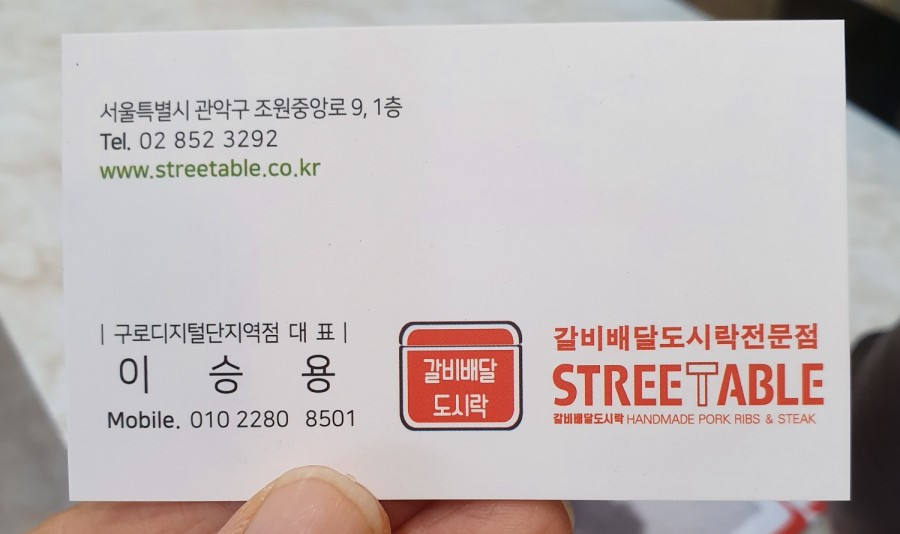 서울특별시 관악구 조원중앙로 9, 1층
Tel. 02 852 3292
www.streetable.co.kr
| 구로디지털단지역점 대 표 |
이 승 용
Mobile. 010 2280 8501
갈비배달
도시락
갈비배달도시락전문점
STREETABLE
갈비배달도시락 HANDMADE PORK RIBS & STEAK